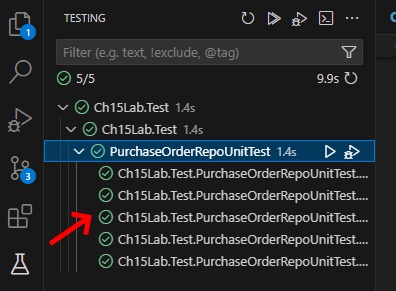 TESTING
Filter (e.g. text, !exclude, @tag)
5/5 9.9s
Ch15Lab.Test 1.4s
Ch15Lab.Test 1.4s
PurchaseOrderRepoUnitTest 1.4s
Ch15Lab.Test.PurchaseOrderRepoUnitTest....
Ch15Lab.Test.PurchaseOrderRepoUnitTest....
Ch15Lab.Test.PurchaseOrderRepoUnitTest....
Ch15Lab.Test.PurchaseOrderRepoUnitTest....
Ch15Lab.Test.PurchaseOrderRepoUnitTest....
1
3